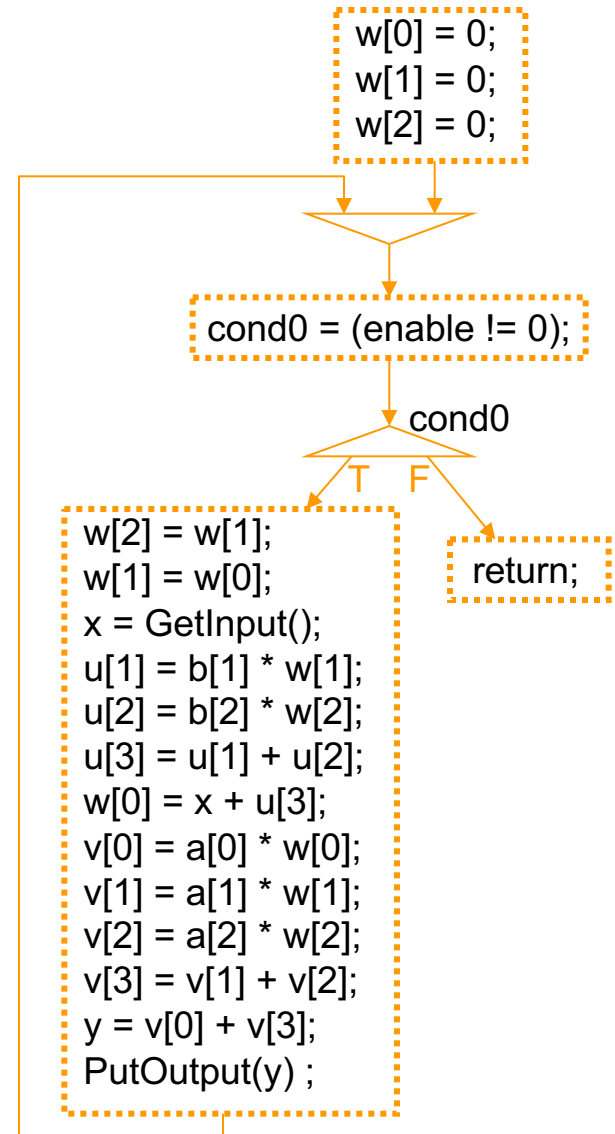 w[0] = 0;
w[1] = 0;
w[2] = 0;
cond0 = (enable != 0);
cond0
T F
w[2] = w[1];
w[1] = w[0];
x = GetInput();
u[1] = b[1] * w[1];
u[2] = b[2] * w[2];
u[3] = u[1] + u[2];
w[0] = x + u[3];
v[0] = a[0] * w[0];
v[1] = a[1] * w[1];
v[2] = a[2] * w[2];
v[3] = v[1] + v[2];
y = v[0] + v[3];
PutOutput(y) ;
return;